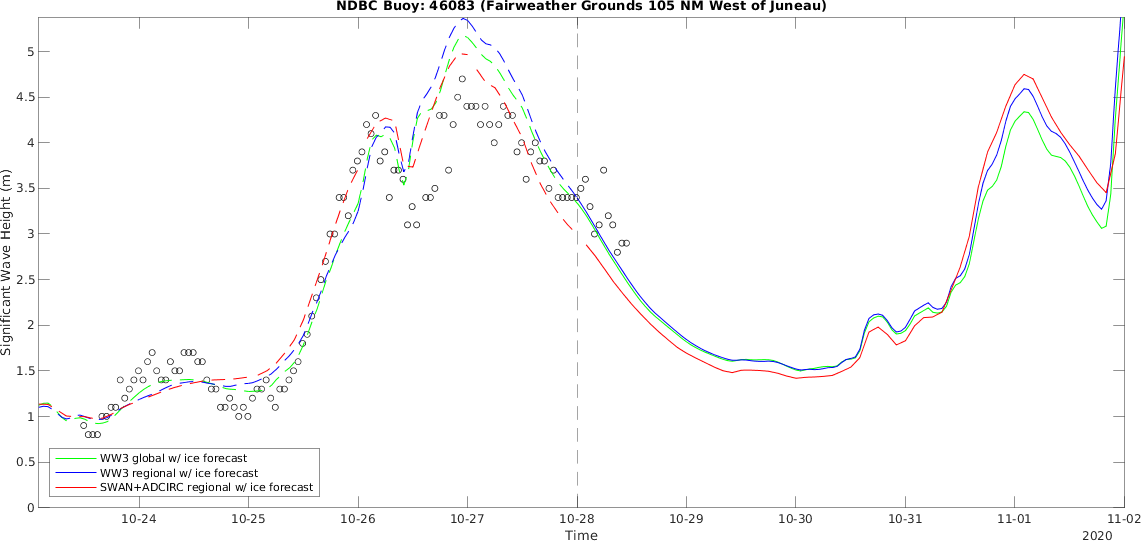 NDBC Buoy: 46083 (Fairweather Grounds 105 NM West of Juneau)
Significant Wave Height (m)
5
4.5
4
3.5
3
2.5
2
1.5
1
0.5
0
WW3 global w/ ice forecast
WW3 regional w/ ice forecast
SWAN+ADCIRC regional w/ ice forecast
10-24 10-25 10-26 10-27 10-28 10-29 10-30 10-31 11-01 11-02
Time
2020